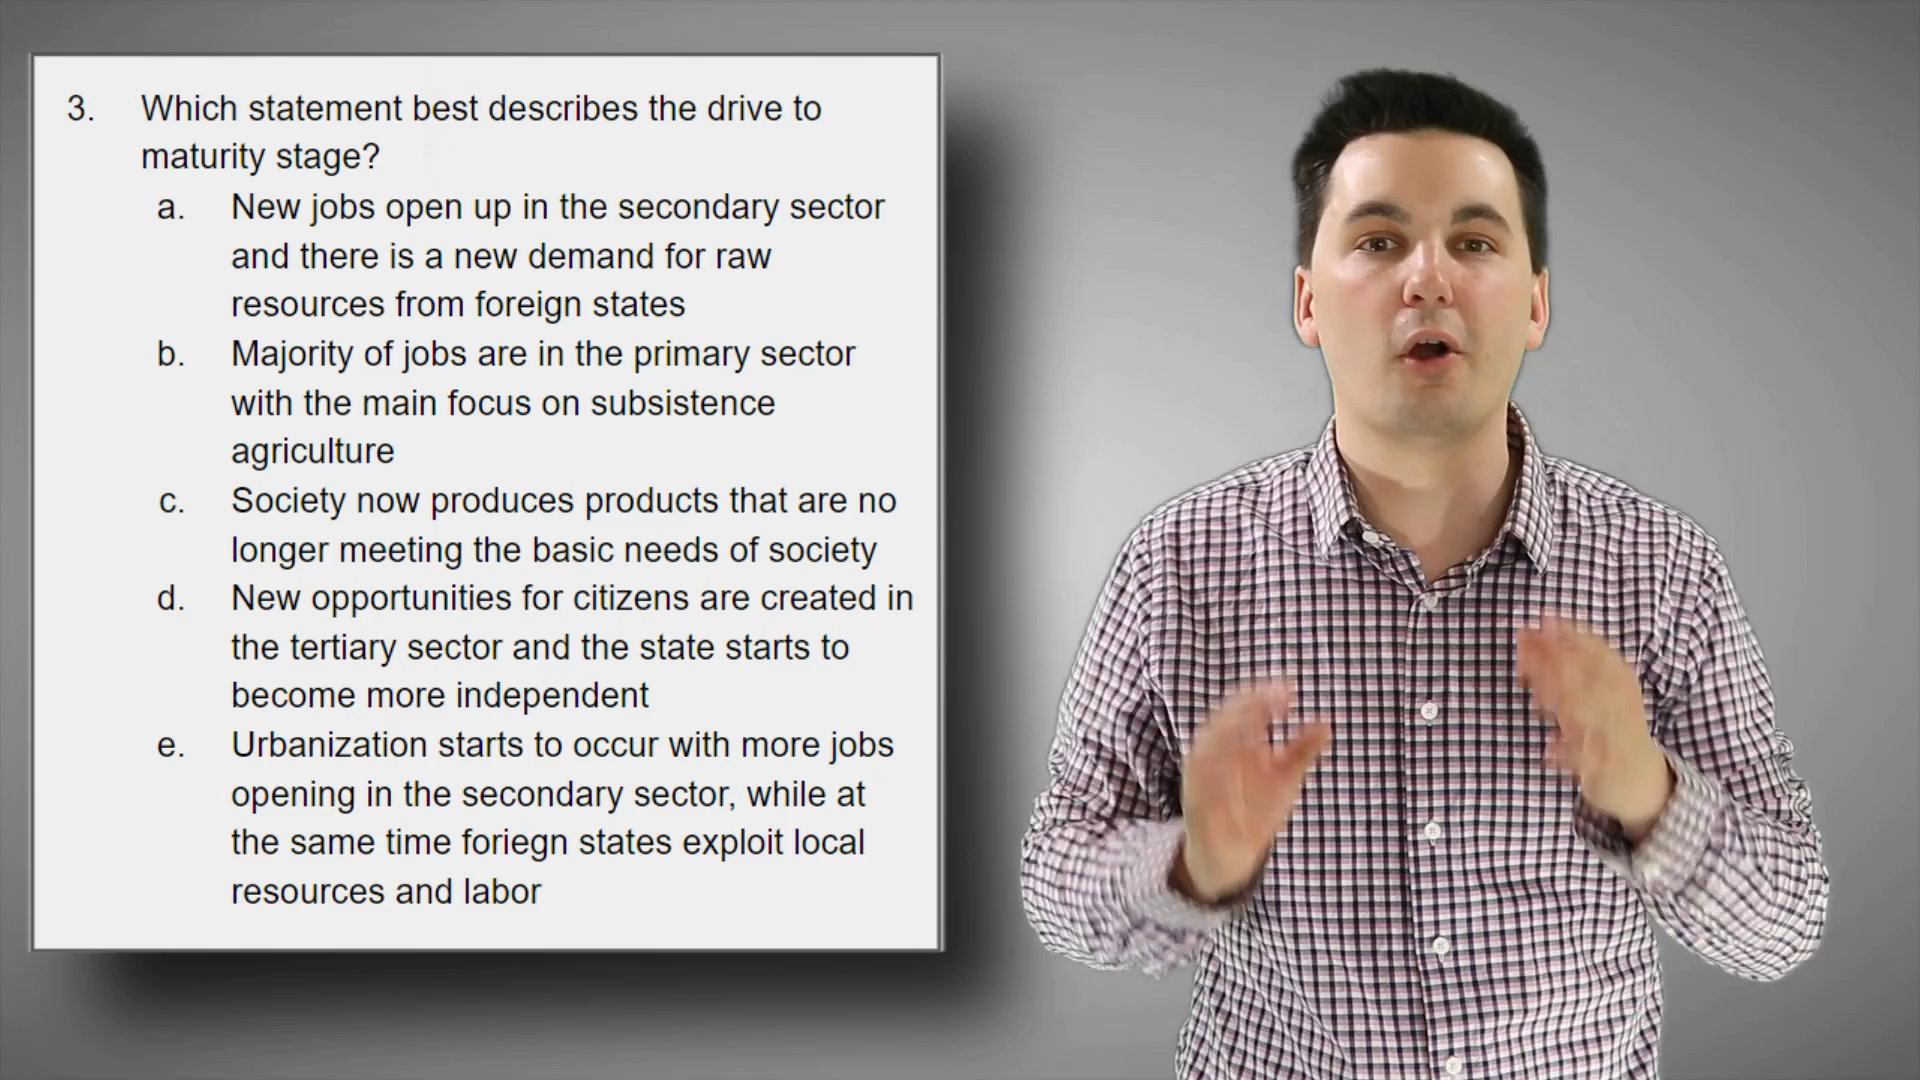 3. Which statement best describes the drive to
maturity stage?
a. New jobs open up in the secondary sector
and there is a new demand for raw
resources from foreign states
b. Majority of jobs are in the primary sector
with the main focus on subsistence
agriculture
c. Society now produces products that are no
longer meeting the basic needs of society
d. New opportunities for citizens are created in
the tertiary sector and the state starts to
become more independent
e. Urbanization starts to occur with more jobs
opening in the secondary sector, while at
the same time foriegn states exploit local
resources and labor